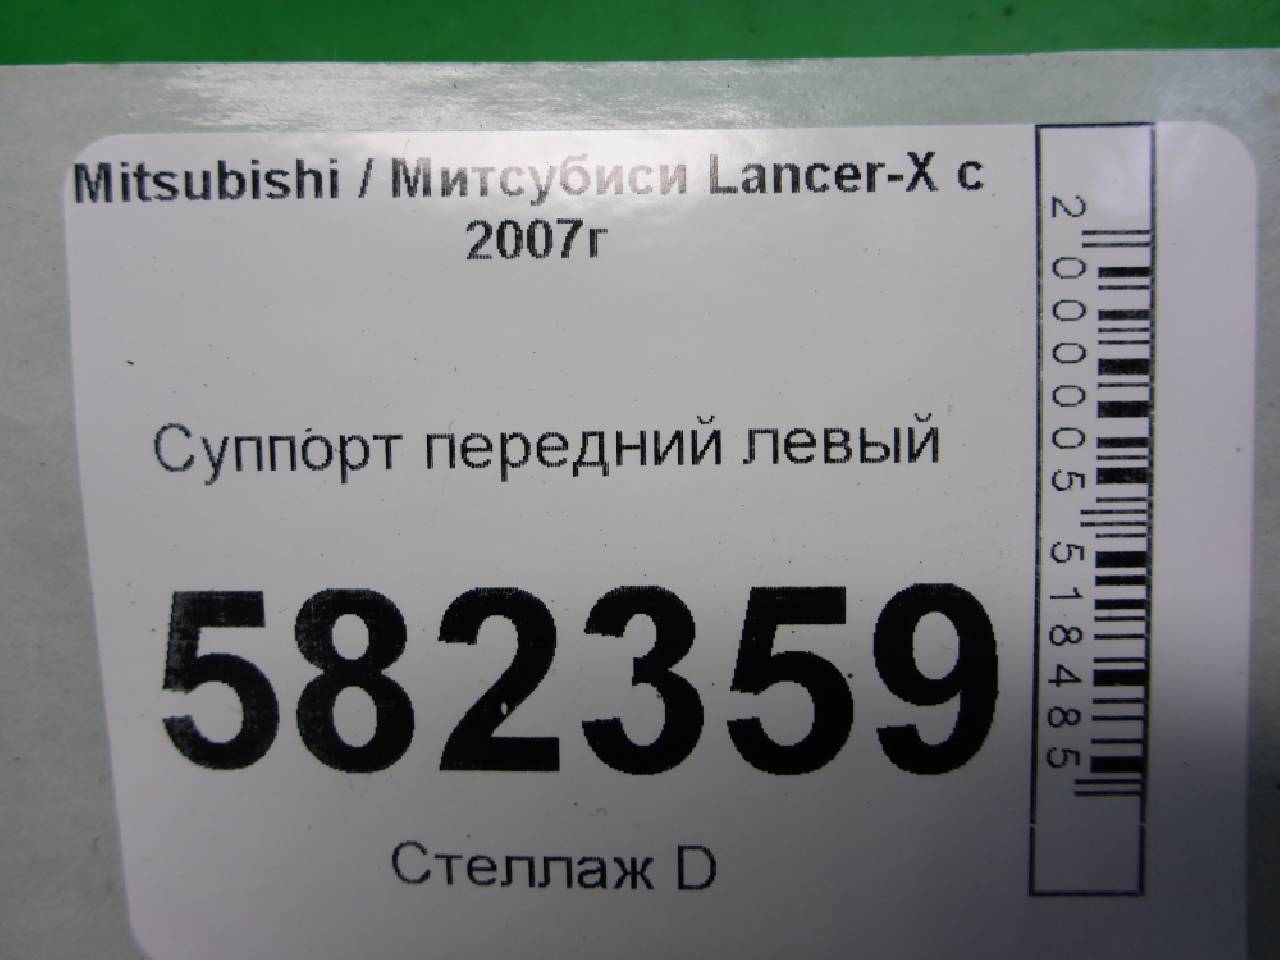 Mitsubishi / Митсубиси Lancer-X с
2007г
Суппорт передний левый
582359
Стеллаж D
2000005518485